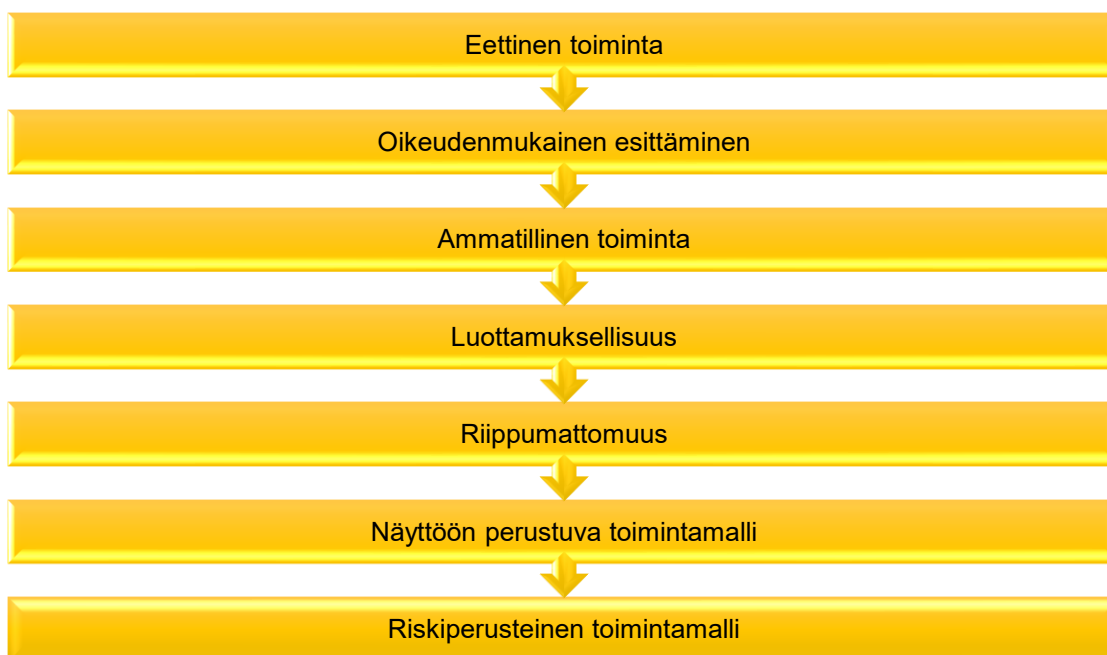 Eettinen toiminta
Oikeudenmukainen esittäminen
Ammatillinen toiminta
Luottamuksellisuus
Riippumattomuus
Näyttöön perustuva toimintamalli
Riskiperusteinen toimintamalli